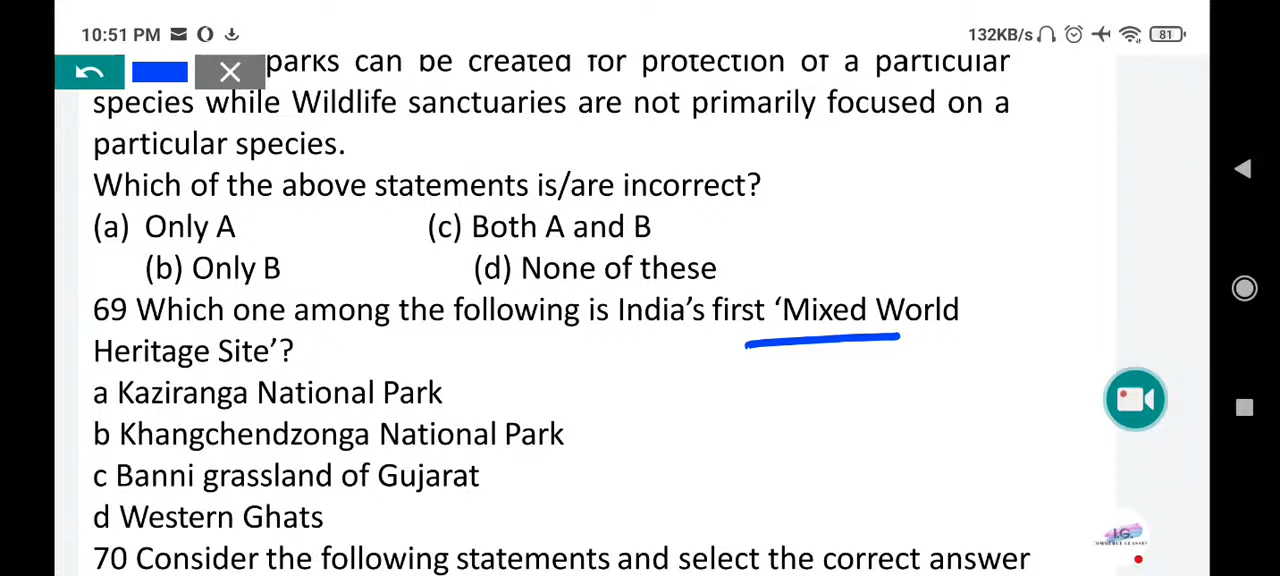 10:51 PM
132KB/s
81
parks can be created for protection of a particular
species while Wildlife sanctuaries are not primarily focused on a
particular species.
Which of the above statements is/are incorrect?
(a) Only A (c) Both A and B
(b) Only B (d) None of these
69 Which one among the following is India’s first ‘Mixed World
Heritage Site’?
a Kaziranga National Park
b Khangchendzonga National Park
c Banni grassland of Gujarat
d Western Ghats
I.G.
70 Consider the following statements and select the correct answer